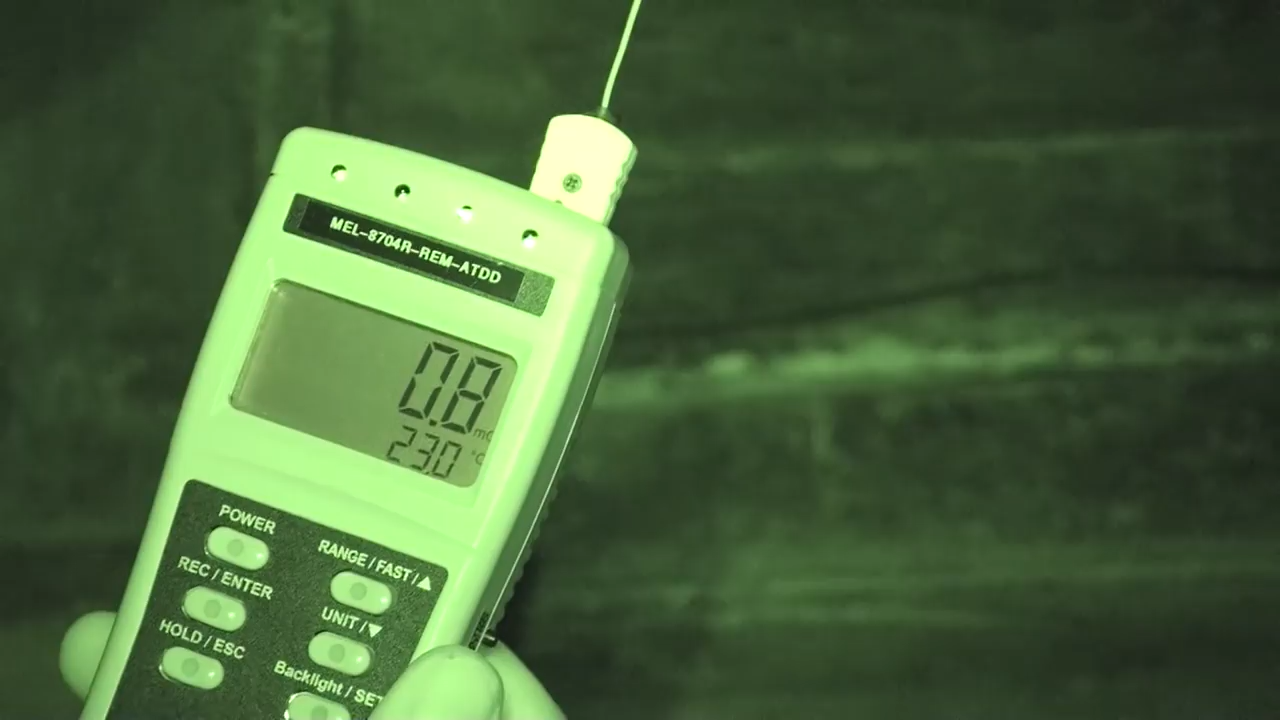 MEL-8704R-REM-ATDD
0.8 mG
23.0 °C
POWER
RANGE / FAST / ▲
REC / ENTER
UNIT / ▼
HOLD / ESC
Backlight / SET